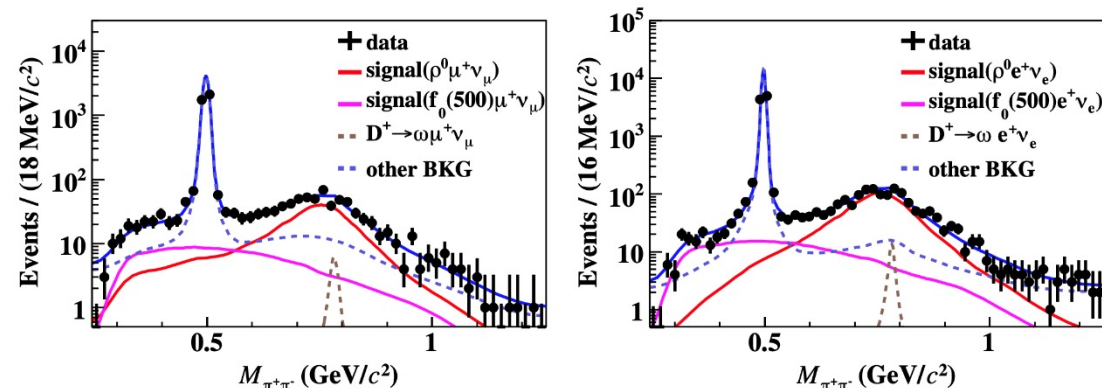 10⁴
10³
10²
10
1
Events / (18 MeV/c²)
data
signal(ρ⁰μ⁺ν_μ)
signal(f₀(500)μ⁺ν_μ)
D⁺→ωμ⁺ν_μ
other BKG
0.5
1
M_π⁺π⁻ (GeV/c²)
10⁵
10⁴
10³
10²
10
1
Events / (16 MeV/c²)
data
signal(ρ⁰e⁺ν_e)
signal(f₀(500)e⁺ν_e)
D⁺→ω e⁺ν_e
other BKG
0.5
1
M_π⁺π⁻ (GeV/c²)